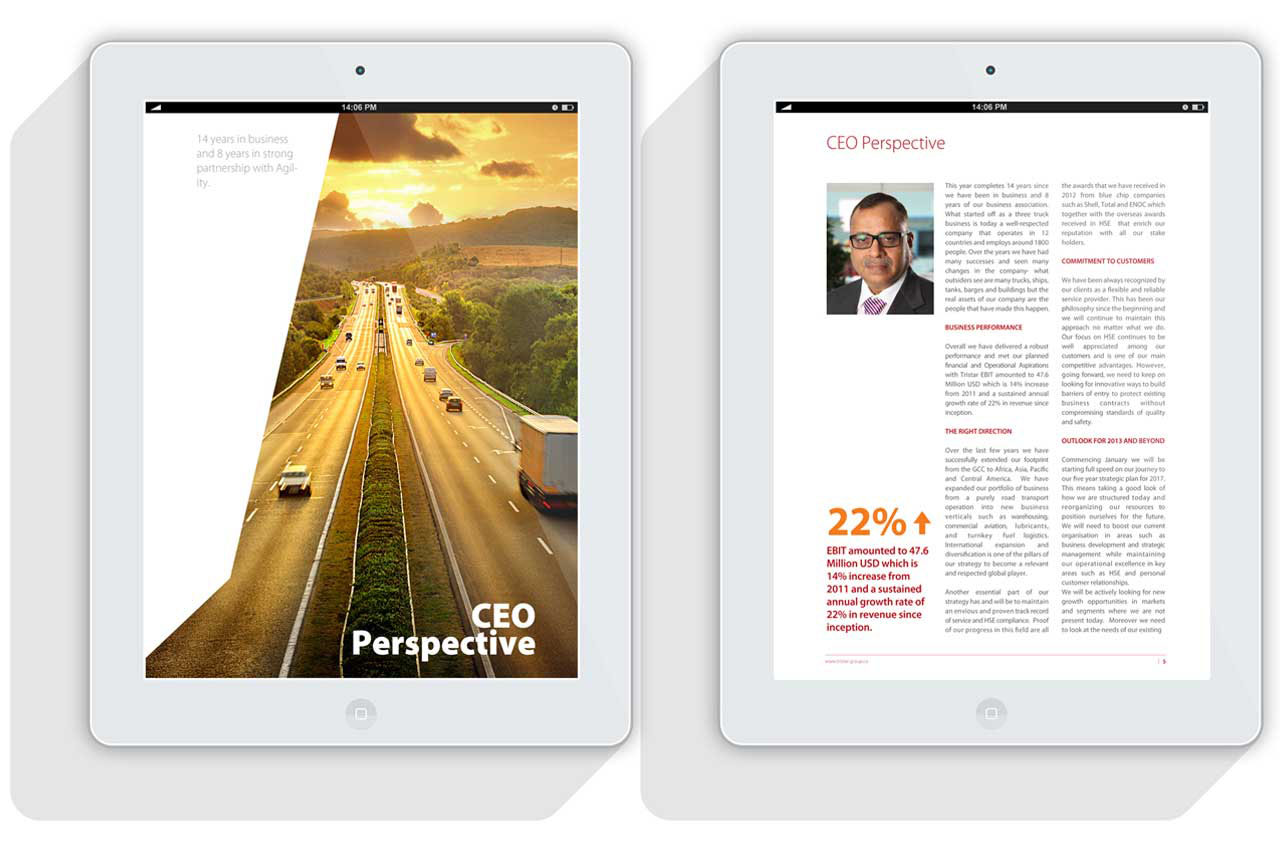 14:06 PM
14 years in business
and 8 years in strong
partnership with Agil-
ity.
CEO
Perspective
14:06 PM
CEO Perspective
This year completes 14 years since
we have been in business and 8
years of our business association.
What started off as a three truck
business is today a well-respected
company that operates in 12
countries and employs around 1800
people. Over the years we have had
many successes and seen many
changes in the company- what
outsiders see are many trucks, ships,
tanks, barges and buildings but the
real assets of our company are the
people that have made this happen.
BUSINESS PERFORMANCE
Overall we have delivered a robust
performance and met our planned
financial and Operational Aspirations
with Tristar EBIT amounted to 47.6
Million USD which is 14% increase
from 2011 and a sustained annual
growth rate of 22% in revenue since
inception.
THE RIGHT DIRECTION
Over the last few years we have
successfully extended our footprint
from the GCC to Africa, Asia, Pacific
and Central America. We have
expanded our portfolio of business
from a purely road transport
operation into new business
verticals such as warehousing,
commercial aviation, lubricants,
and turnkey fuel logistics.
International expansion and
diversification is one of the pillars of
our strategy to become a relevant
and respected global player.
Another essential part of our
strategy has and will be to maintain
an envious and proven track record
of service and HSE compliance. Proof
of our progress in this field are all
the awards that we have received in
2012 from blue chip companies
such as Shell, Total and ENOC which
together with the overseas awards
received in HSE that enrich our
reputation with all our stake
holders.
COMMITMENT TO CUSTOMERS
We have been always recognized by
our clients as a flexible and reliable
service provider. This has been our
philosophy since the beginning and
we will continue to maintain this
approach no matter what we do.
Our focus on HSE continues to be
well appreciated among our
customers and is one of our main
competitive advantages. However,
going forward, we need to keep on
looking for innovative ways to build
barriers of entry to protect existing
business contracts without
compromising standards of quality
and safety.
OUTLOOK FOR 2013 AND BEYOND
Commencing January we will be
starting full speed on our journey to
our five year strategic plan for 2017.
This means taking a good look of
how we are structured today and
reorganizing our resources to
position ourselves for the future.
We will need to boost our current
organisation in areas such as
business development and strategic
management while maintaining
our operational excellence in key
areas such as HSE and personal
customer relationships.
We will be actively looking for new
growth opportunities in markets
and segments where we are not
present today. Moreover we need
to look at the needs of our existing
22%
EBIT amounted to 47.6
Million USD which is
14% increase from
2011 and a sustained
annual growth rate of
22% in revenue since
inception.
www.tristar-group.co
| 5